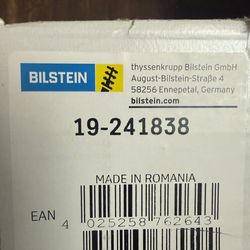 BILSTEIN
thyssenkrupp Bilstein GmbH
August-Bilstein-Straße 4
58256 Ennepetal, Germany
bilstein.com
19-241838
MADE IN ROMANIA
EAN
4 025258 762643